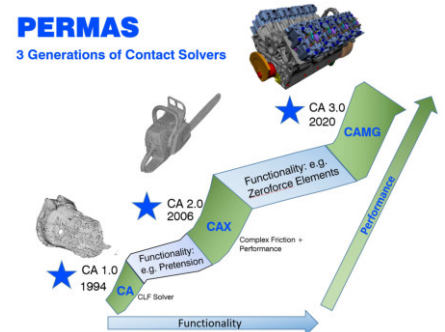 PERMAS
3 Generations of Contact Solvers
CA 3.0
2020
CAMG
Functionality: e.g.
Zeroforce Elements
CA 2.0
2006
CAX
Complex Friction +
Performance
Functionality:
e.g. Pretension
CA 1.0
1994
CA
CLF Solver
Performance
Functionality